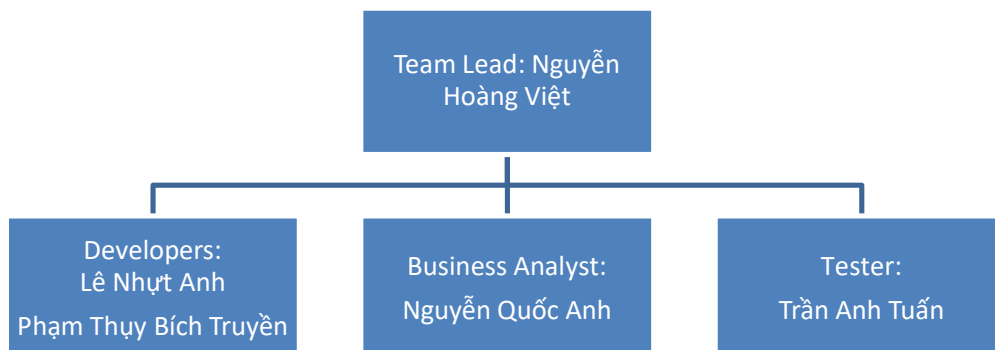 Team Lead: Nguyễn
Hoàng Việt
Developers:
Lê Nhựt Anh
Phạm Thụy Bích Truyền
Business Analyst:
Nguyễn Quốc Anh
Tester:
Trần Anh Tuấn